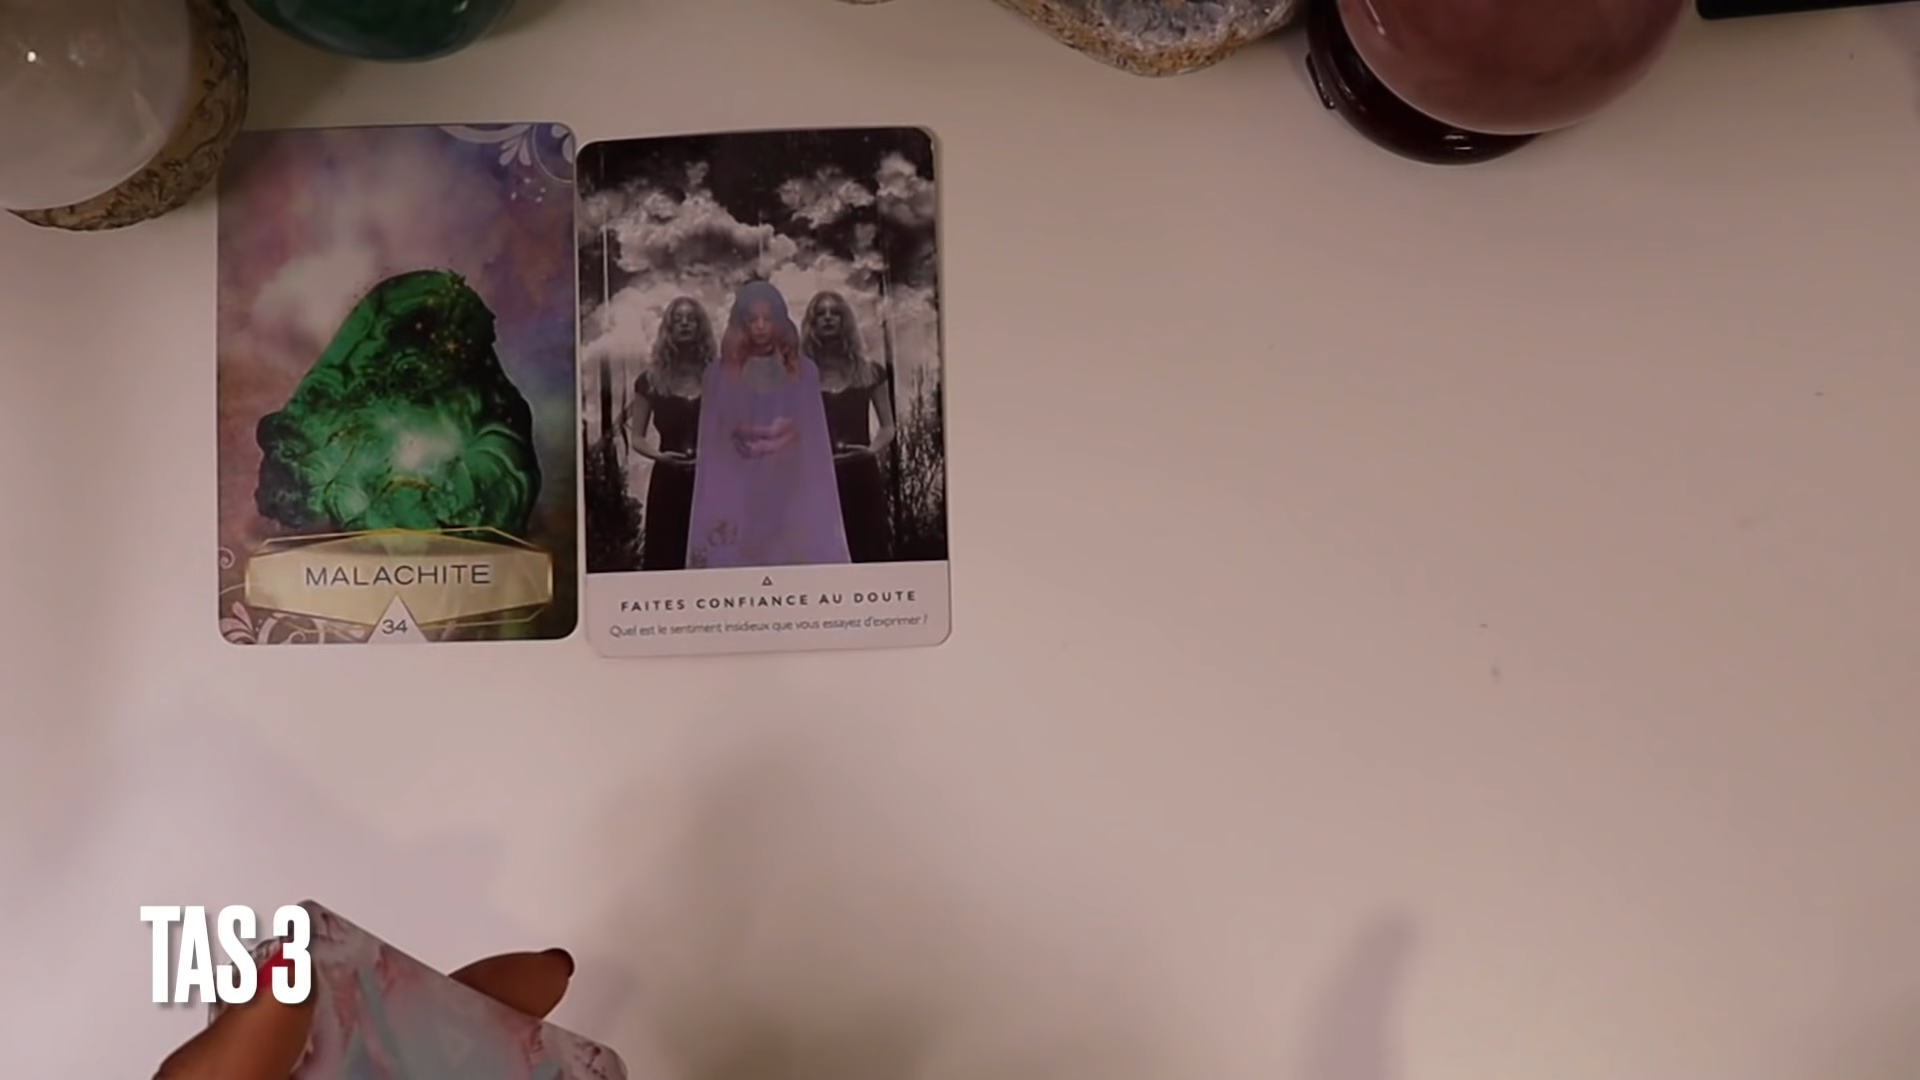 MALACHITE
34
FAITES CONFIANCE AU DOUTE
Quel est le sentiment insidieux que vous essayez d'exprimer ?
TAS 3